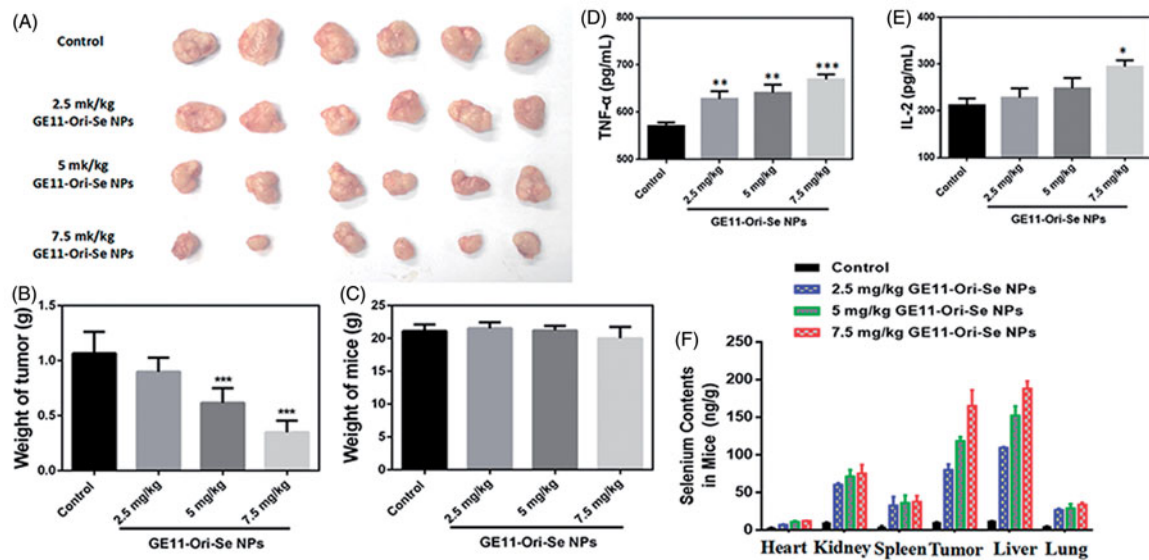 (A)
Control
2.5 mk/kg
GE11-Ori-Se NPs
5 mk/kg
GE11-Ori-Se NPs
7.5 mk/kg
GE11-Ori-Se NPs
(B)
Weight of tumor (g)
1.5
1.0
0.5
0.0
***
***
Control
2.5 mg/kg
5 mg/kg
7.5 mg/kg
GE11-Ori-Se NPs
(C)
Weight of mice (g)
25
20
15
10
5
0
Control
2.5 mg/kg
5 mg/kg
7.5 mg/kg
GE11-Ori-Se NPs
(D)
TNF-α (pg/mL)
800
700
600
500
**
**
***
Control
2.5 mg/kg
5 mg/kg
7.5 mg/kg
GE11-Ori-Se NPs
(E)
IL-2 (pg/mL)
400
300
200
100
*
Control
2.5 mg/kg
5 mg/kg
7.5 mg/kg
GE11-Ori-Se NPs
Control
2.5 mg/kg GE11-Ori-Se NPs
5 mg/kg GE11-Ori-Se NPs
7.5 mg/kg GE11-Ori-Se NPs
(F)
Selenium Contents
in Mice (ng/g)
200
150
100
50
0
Heart Kidney Spleen Tumor Liver Lung